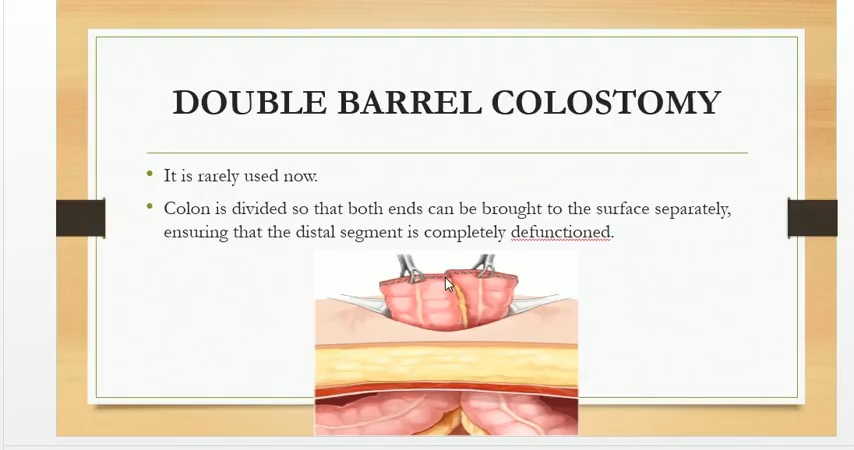 DOUBLE BARREL COLOSTOMY
It is rarely used now.
Colon is divided so that both ends can be brought to the surface separately,
ensuring that the distal segment is completely defunctioned.